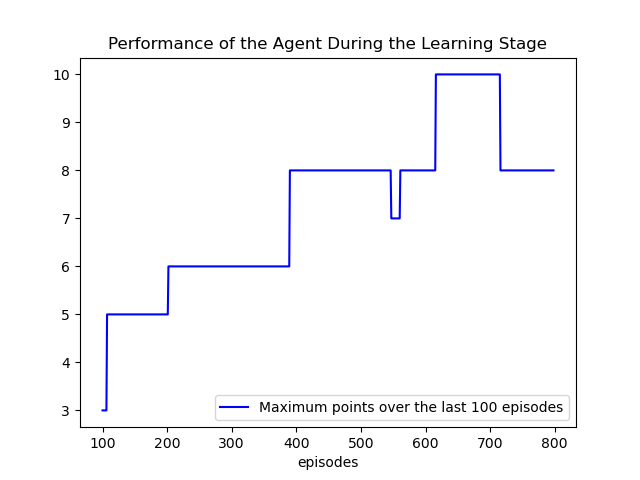 Performance of the Agent During the Learning Stage
10
9
8
7
6
5
4
3
Maximum points over the last 100 episodes
100 200 300 400 500 600 700 800
episodes